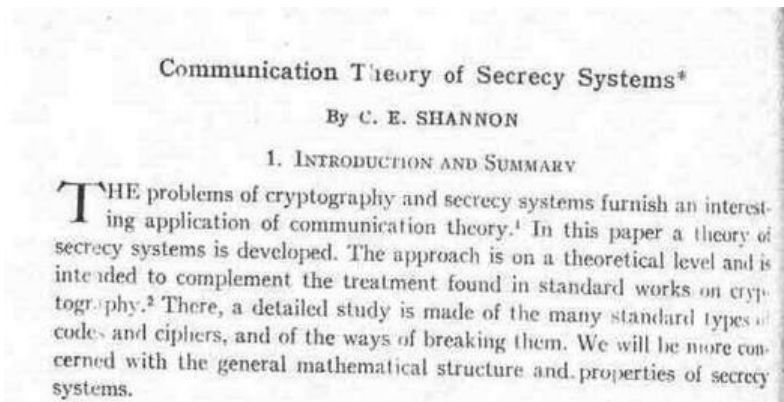 Communication Theory of Secrecy Systems*
By C. E. SHANNON
1. INTRODUCTION AND SUMMARY
THE problems of cryptography and secrecy systems furnish an interest-
ing application of communication theory.¹ In this paper a theory of
secrecy systems is developed. The approach is on a theoretical level and is
intended to complement the treatment found in standard works on cryp-
tography.² There, a detailed study is made of the many standard types of
codes and ciphers, and of the ways of breaking them. We will be more con-
cerned with the general mathematical structure and properties of secrecy
systems.